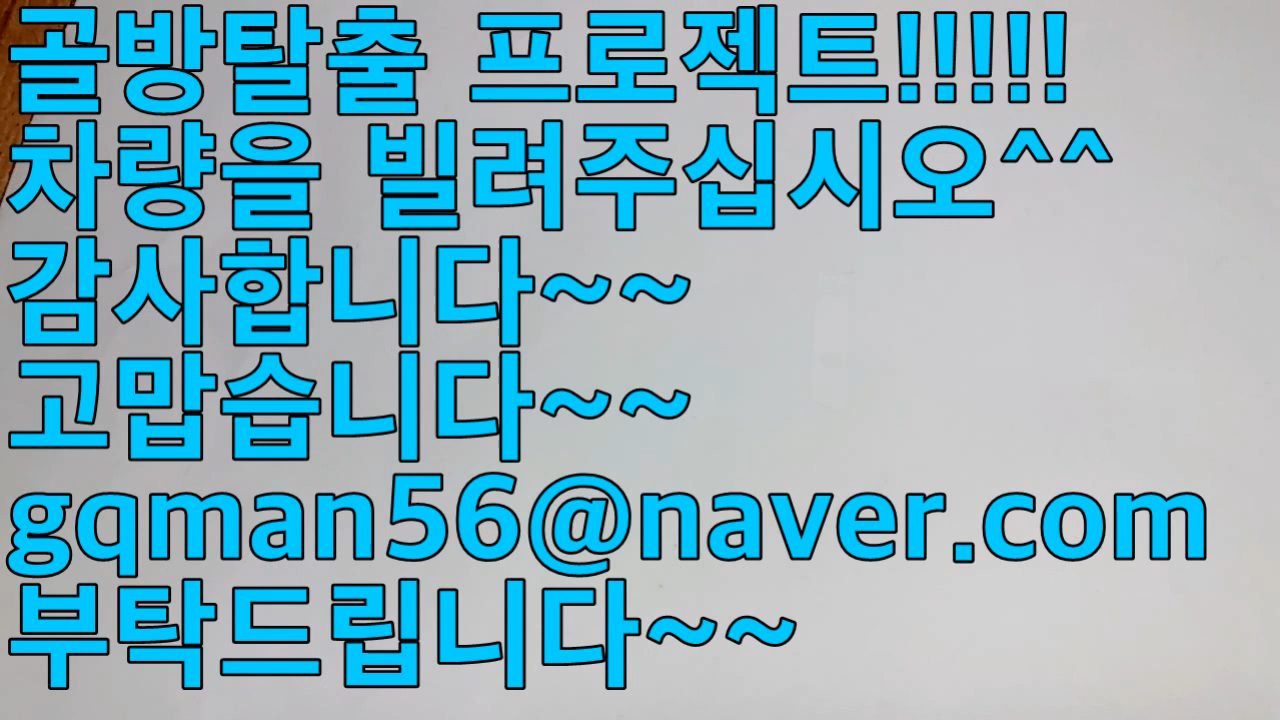 골방탈출 프로젝트!!!!!
차량을 빌려주십시오^^
감사합니다~~
고맙습니다~~
gqman56@naver.com
부탁드립니다~~